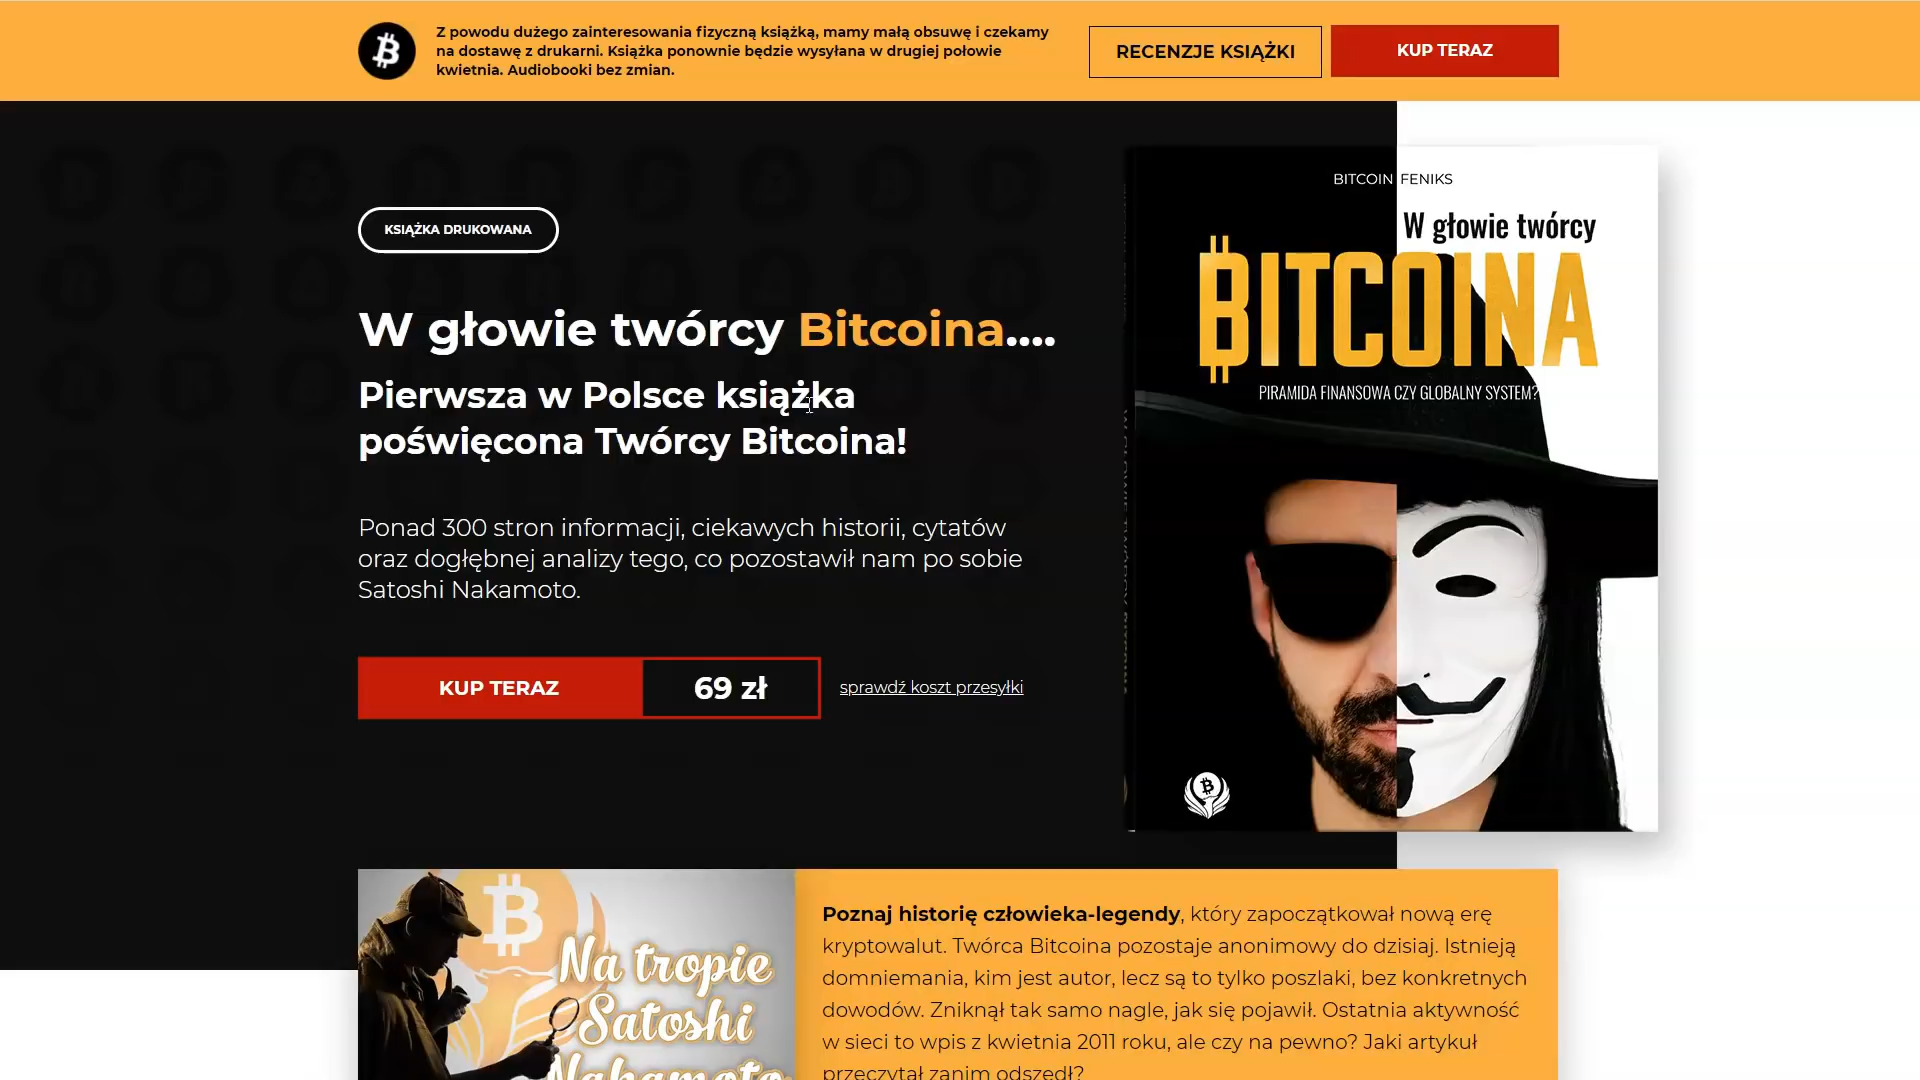 Z powodu dużego zainteresowania fizyczną książką, mamy małą obsuwę i czekamy
na dostawę z drukarni. Książka ponownie będzie wysyłana w drugiej połowie
kwietnia. Audiobooki bez zmian.
RECENZJE KSIĄŻKI
KUP TERAZ
KSIĄŻKA DRUKOWANA
W głowie twórcy Bitcoina....
Pierwsza w Polsce książka
poświęcona Twórcy Bitcoina!
Ponad 300 stron informacji, ciekawych historii, cytatów
oraz dogłębnej analizy tego, co pozostawił nam po sobie
Satoshi Nakamoto.
KUP TERAZ
69 zł
sprawdź koszt przesyłki
BITCOIN FENIKS
W głowie twórcy
BITCOINA
PIRAMIDA FINANSOWA CZY GLOBALNY SYSTEM?
Na tropie
Satoshi
Nakamoto
Poznaj historię człowieka-legendy, który zapoczątkował nową erę
kryptowalut. Twórca Bitcoina pozostaje anonimowy do dzisiaj. Istnieją
domniemania, kim jest autor, lecz są to tylko poszlaki, bez konkretnych
dowodów. Zniknął tak samo nagle, jak się pojawił. Ostatnia aktywność
w sieci to wpis z kwietnia 2011 roku, ale czy na pewno? Jaki artykuł
przeczytał zanim odszedł?